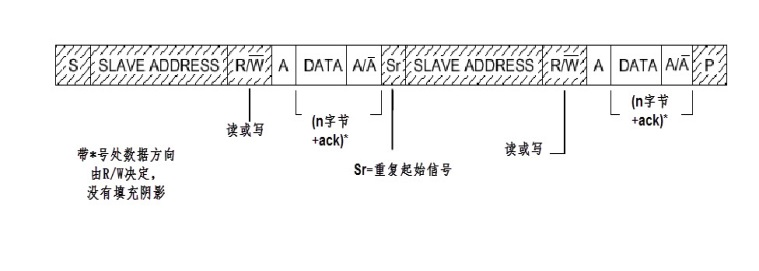 S SLAVE ADDRESS R/W̅ A DATA A/A̅ Sr SLAVE ADDRESS R/W̅ A DATA A/A̅ P
读或写
(n字节
+ack)*
Sr=重复起始信号
读或写
(n字节
+ack)*
带*号处数据方向
由R/W决定,
没有填充阴影